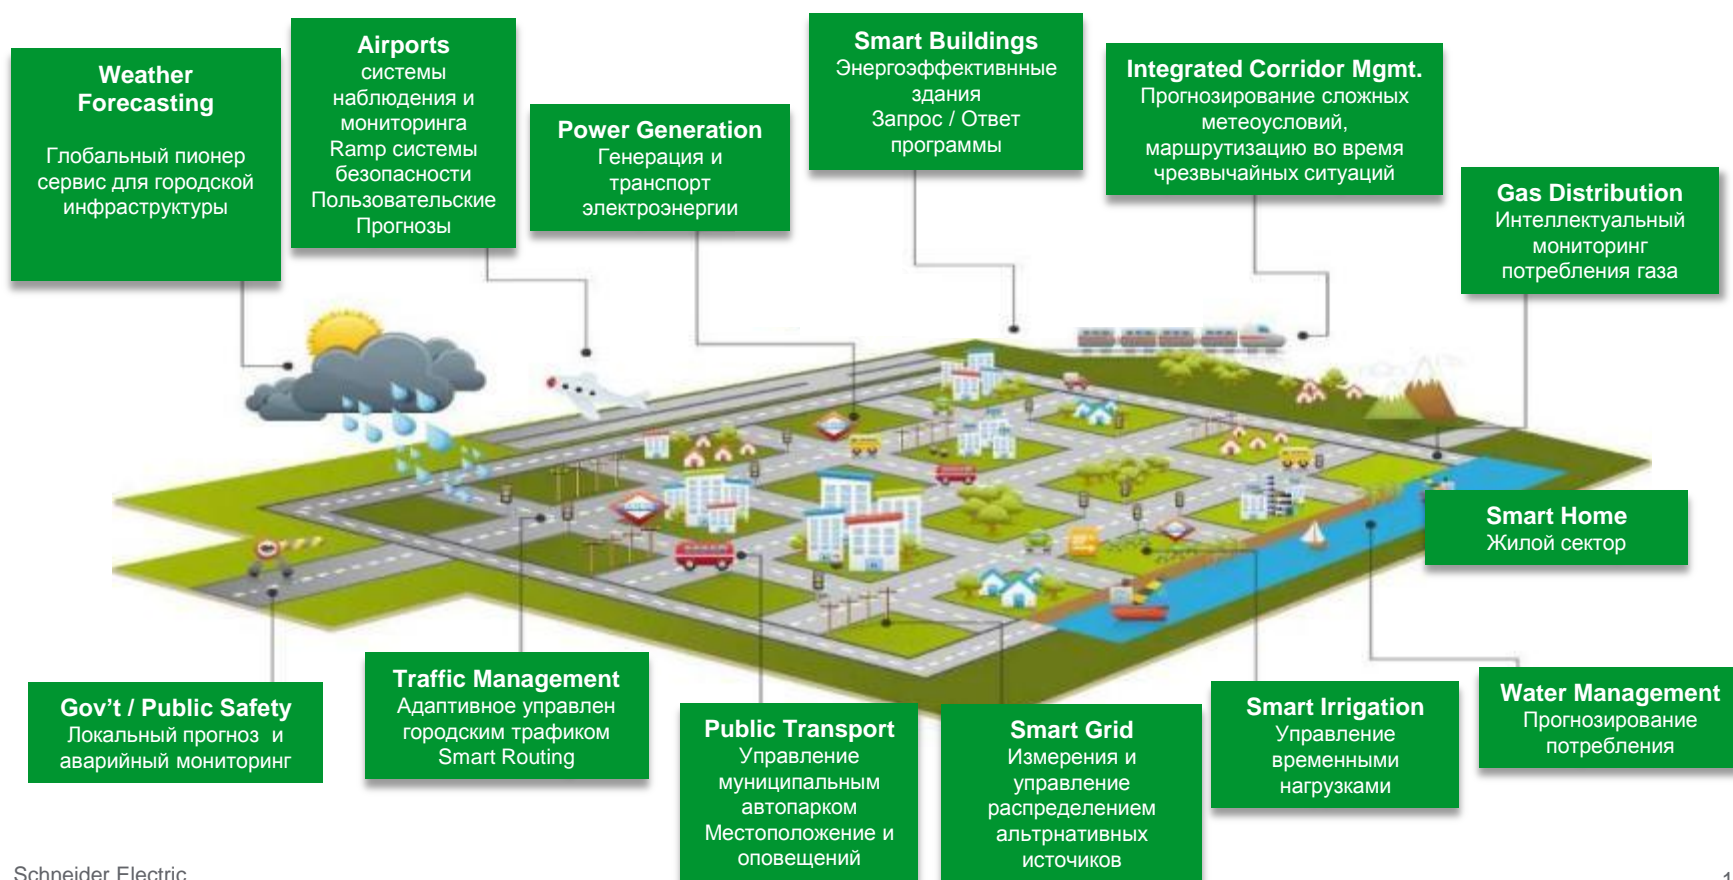 Weather
Forecasting
Глобальный пионер
сервис для городской
инфраструктуры
Airports
системы
наблюдения и
мониторинга
Ramp системы
безопасности
Пользовательские
Прогнозы
Power Generation
Генерация и
транспорт
электроэнергии
Smart Buildings
Энергоэффективнные
здания
Запрос / Ответ
программы
Integrated Corridor Mgmt.
Прогнозирование сложных
метеоусловий,
маршрутизацию во время
чрезвычайных ситуаций
Gas Distribution
Интеллектуальный
мониторинг
потребления газа
Smart Home
Жилой сектор
Gov't / Public Safety
Локальный прогноз и
аварийный мониторинг
Traffic Management
Адаптивное управлен
городским трафиком
Smart Routing
Public Transport
Управление
муниципальным
автопарком
Местоположение и
оповещений
Smart Grid
Измерения и
управление
распределением
альтрнативных
источиков
Smart Irrigation
Управление
временными
нагрузками
Water Management
Прогнозирование
потребления
Schneider Electric